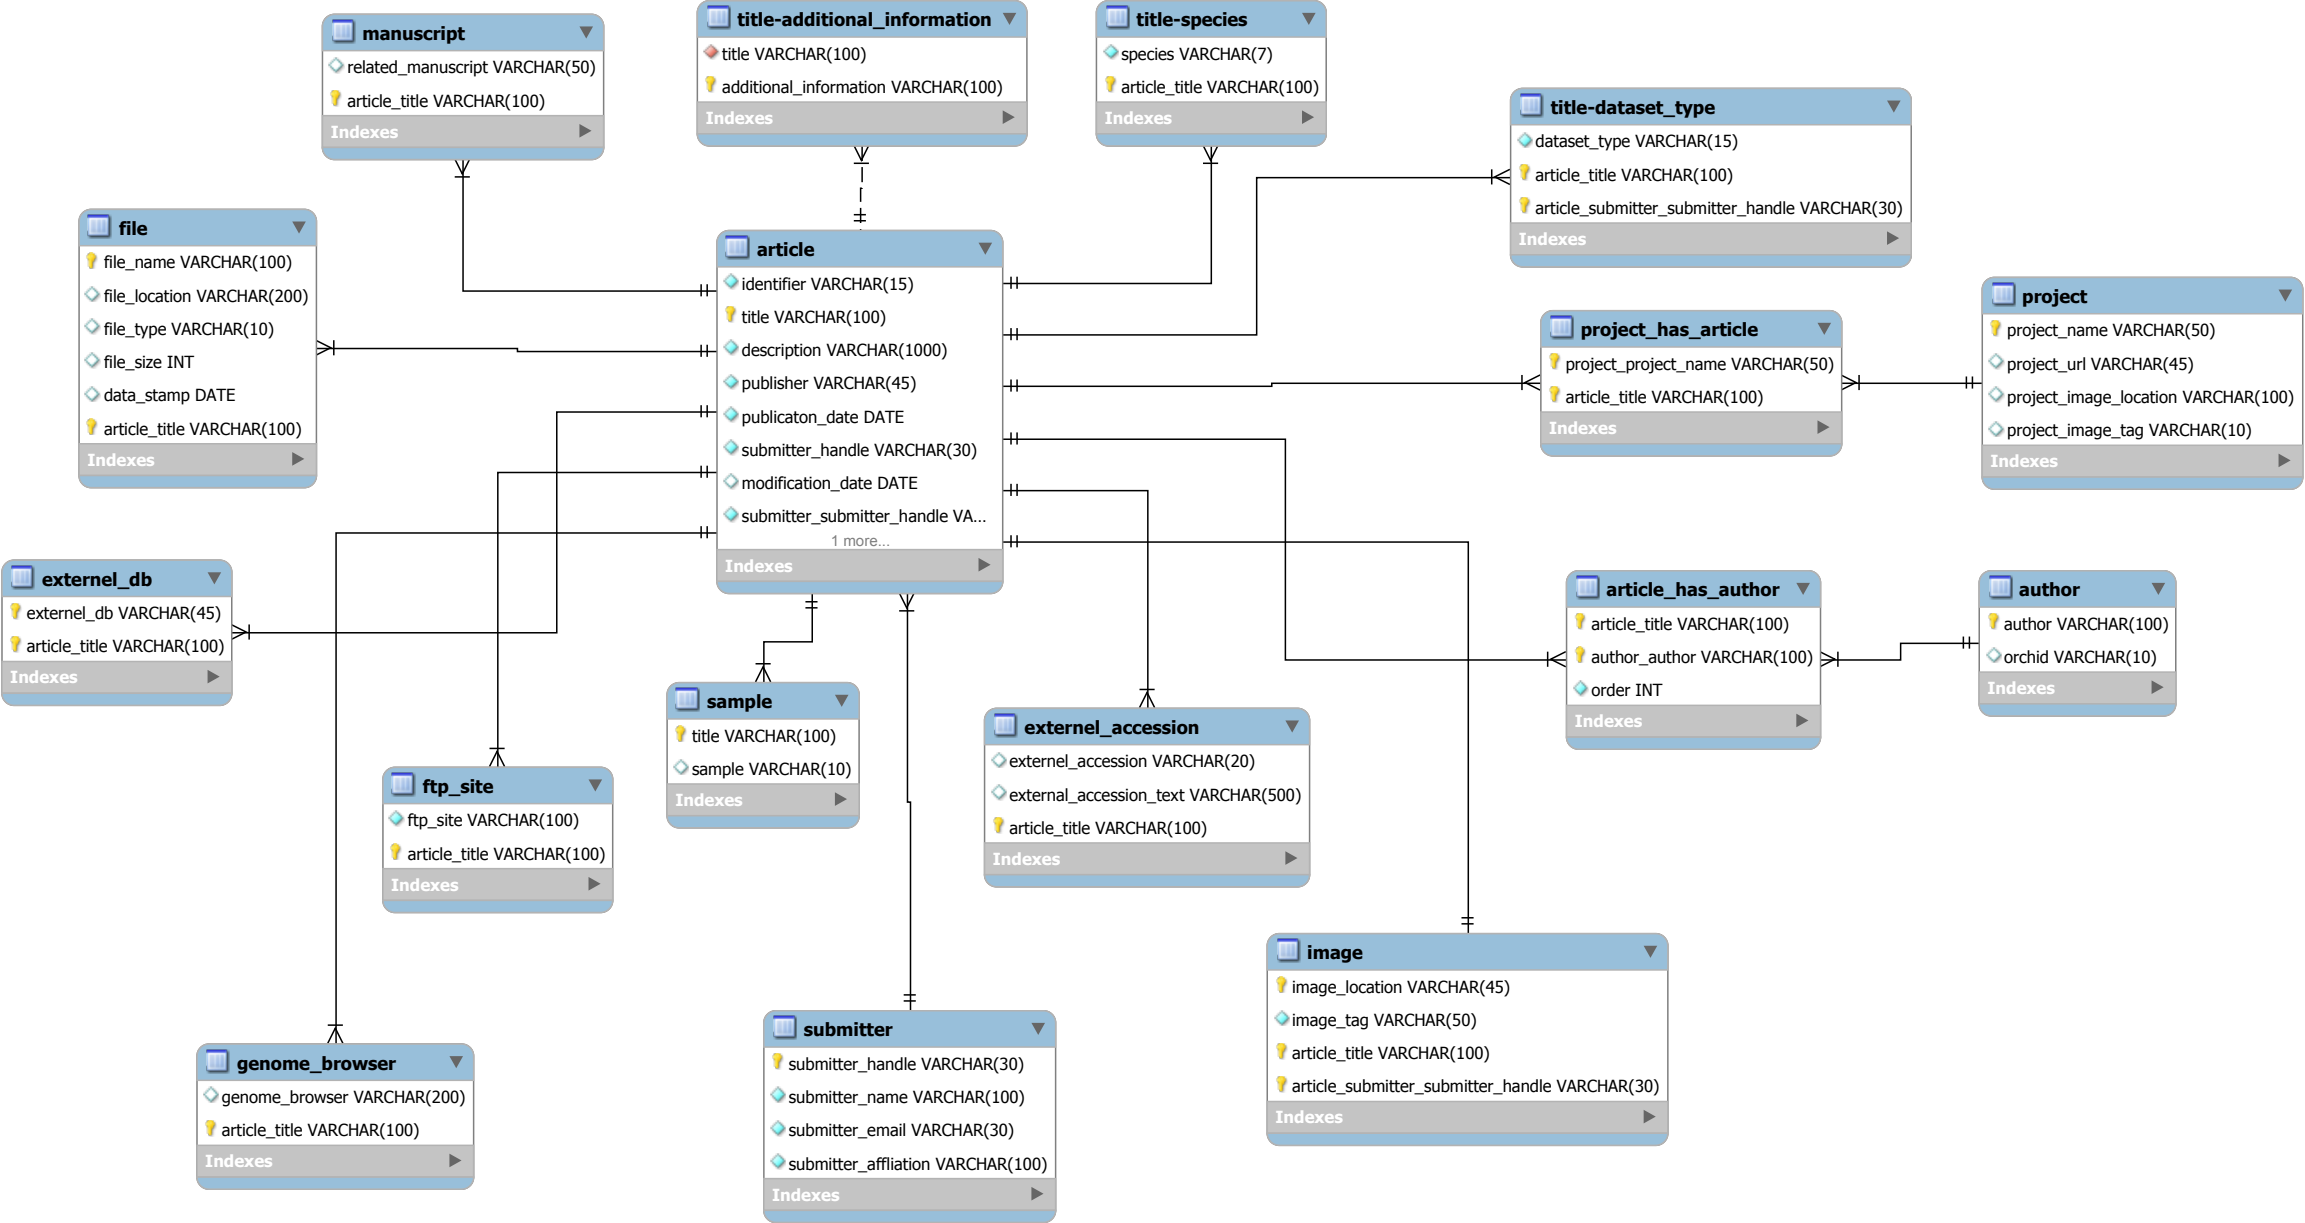 manuscript
related_manuscript VARCHAR(50)
article_title VARCHAR(100)
Indexes
title-additional_information
title VARCHAR(100)
additional_information VARCHAR(100)
Indexes
title-species
species VARCHAR(7)
article_title VARCHAR(100)
Indexes
title-dataset_type
dataset_type VARCHAR(15)
article_title VARCHAR(100)
article_submitter_submitter_handle VARCHAR(30)
Indexes
file
file_name VARCHAR(100)
file_location VARCHAR(200)
file_type VARCHAR(10)
file_size INT
data_stamp DATE
article_title VARCHAR(100)
Indexes
article
identifier VARCHAR(15)
title VARCHAR(100)
description VARCHAR(1000)
publisher VARCHAR(45)
publicaton_date DATE
submitter_handle VARCHAR(30)
modification_date DATE
submitter_submitter_handle VA...
1 more...
Indexes
project_has_article
project_project_name VARCHAR(50)
article_title VARCHAR(100)
Indexes
project
project_name VARCHAR(50)
project_url VARCHAR(45)
project_image_location VARCHAR(100)
project_image_tag VARCHAR(10)
Indexes
externel_db
externel_db VARCHAR(45)
article_title VARCHAR(100)
Indexes
article_has_author
article_title VARCHAR(100)
author_author VARCHAR(100)
order INT
Indexes
author
author VARCHAR(100)
orchid VARCHAR(10)
Indexes
sample
title VARCHAR(100)
sample VARCHAR(10)
Indexes
externel_accession
externel_accession VARCHAR(20)
external_accession_text VARCHAR(500)
article_title VARCHAR(100)
Indexes
ftp_site
ftp_site VARCHAR(100)
article_title VARCHAR(100)
Indexes
image
image_location VARCHAR(45)
image_tag VARCHAR(50)
article_title VARCHAR(100)
article_submitter_submitter_handle VARCHAR(30)
Indexes
submitter
submitter_handle VARCHAR(30)
submitter_name VARCHAR(100)
submitter_email VARCHAR(30)
submitter_affliation VARCHAR(100)
Indexes
genome_browser
genome_browser VARCHAR(200)
article_title VARCHAR(100)
Indexes